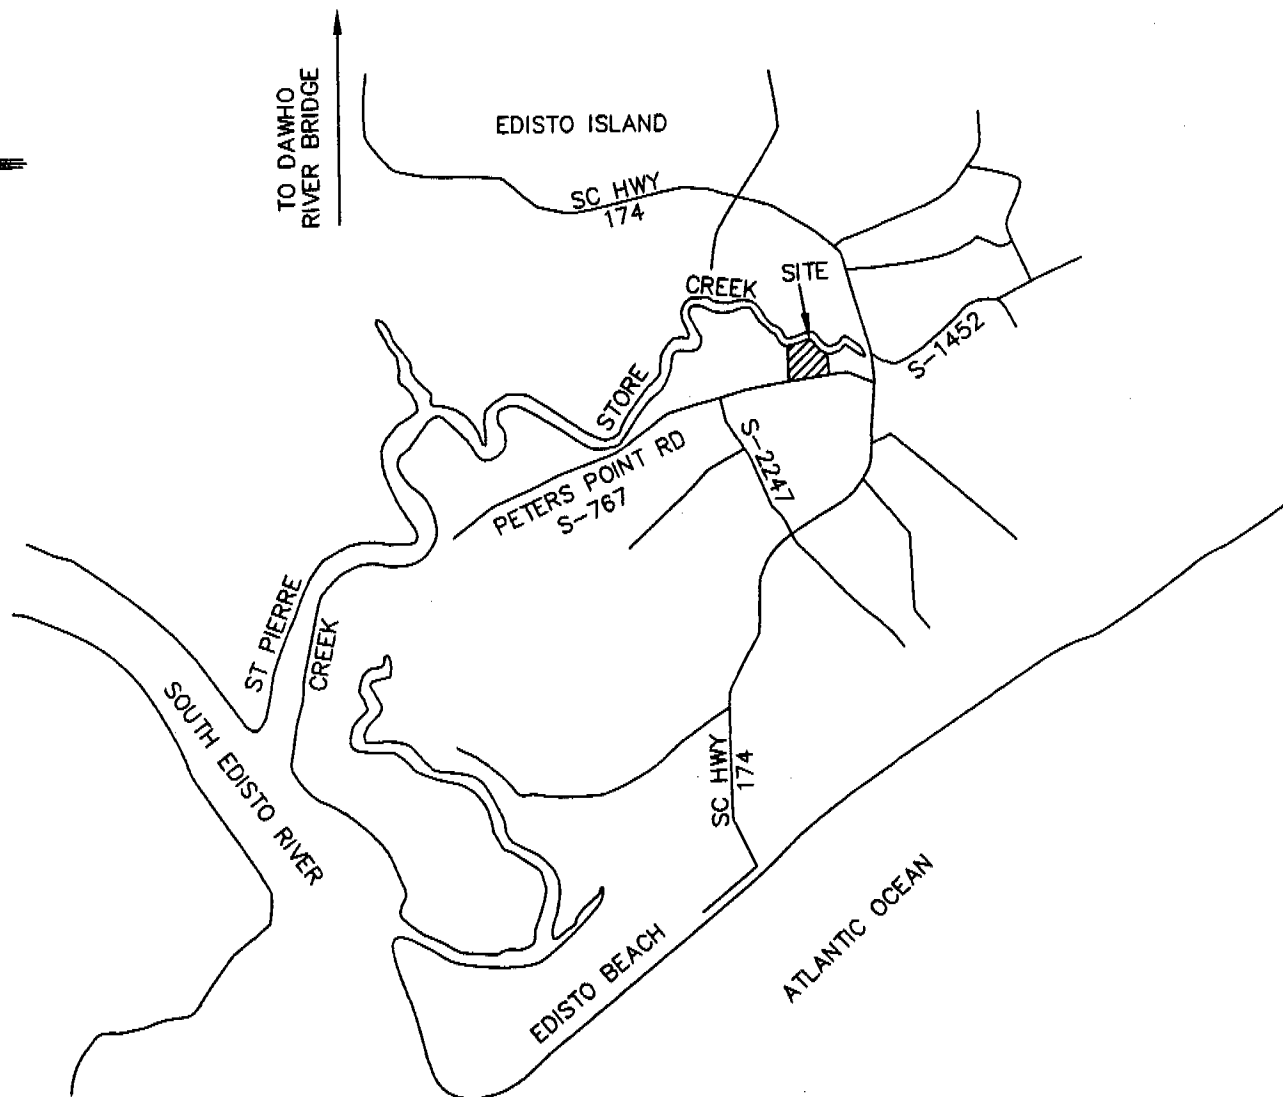 TO DAWHO
RIVER BRIDGE
EDISTO ISLAND
SC HWY
174
CREEK
SITE
STORE
S-1452
PETERS POINT RD
S-767
S-2247
ST PIERRE
CREEK
SOUTH EDISTO RIVER
SC HWY
174
EDISTO BEACH
ATLANTIC OCEAN